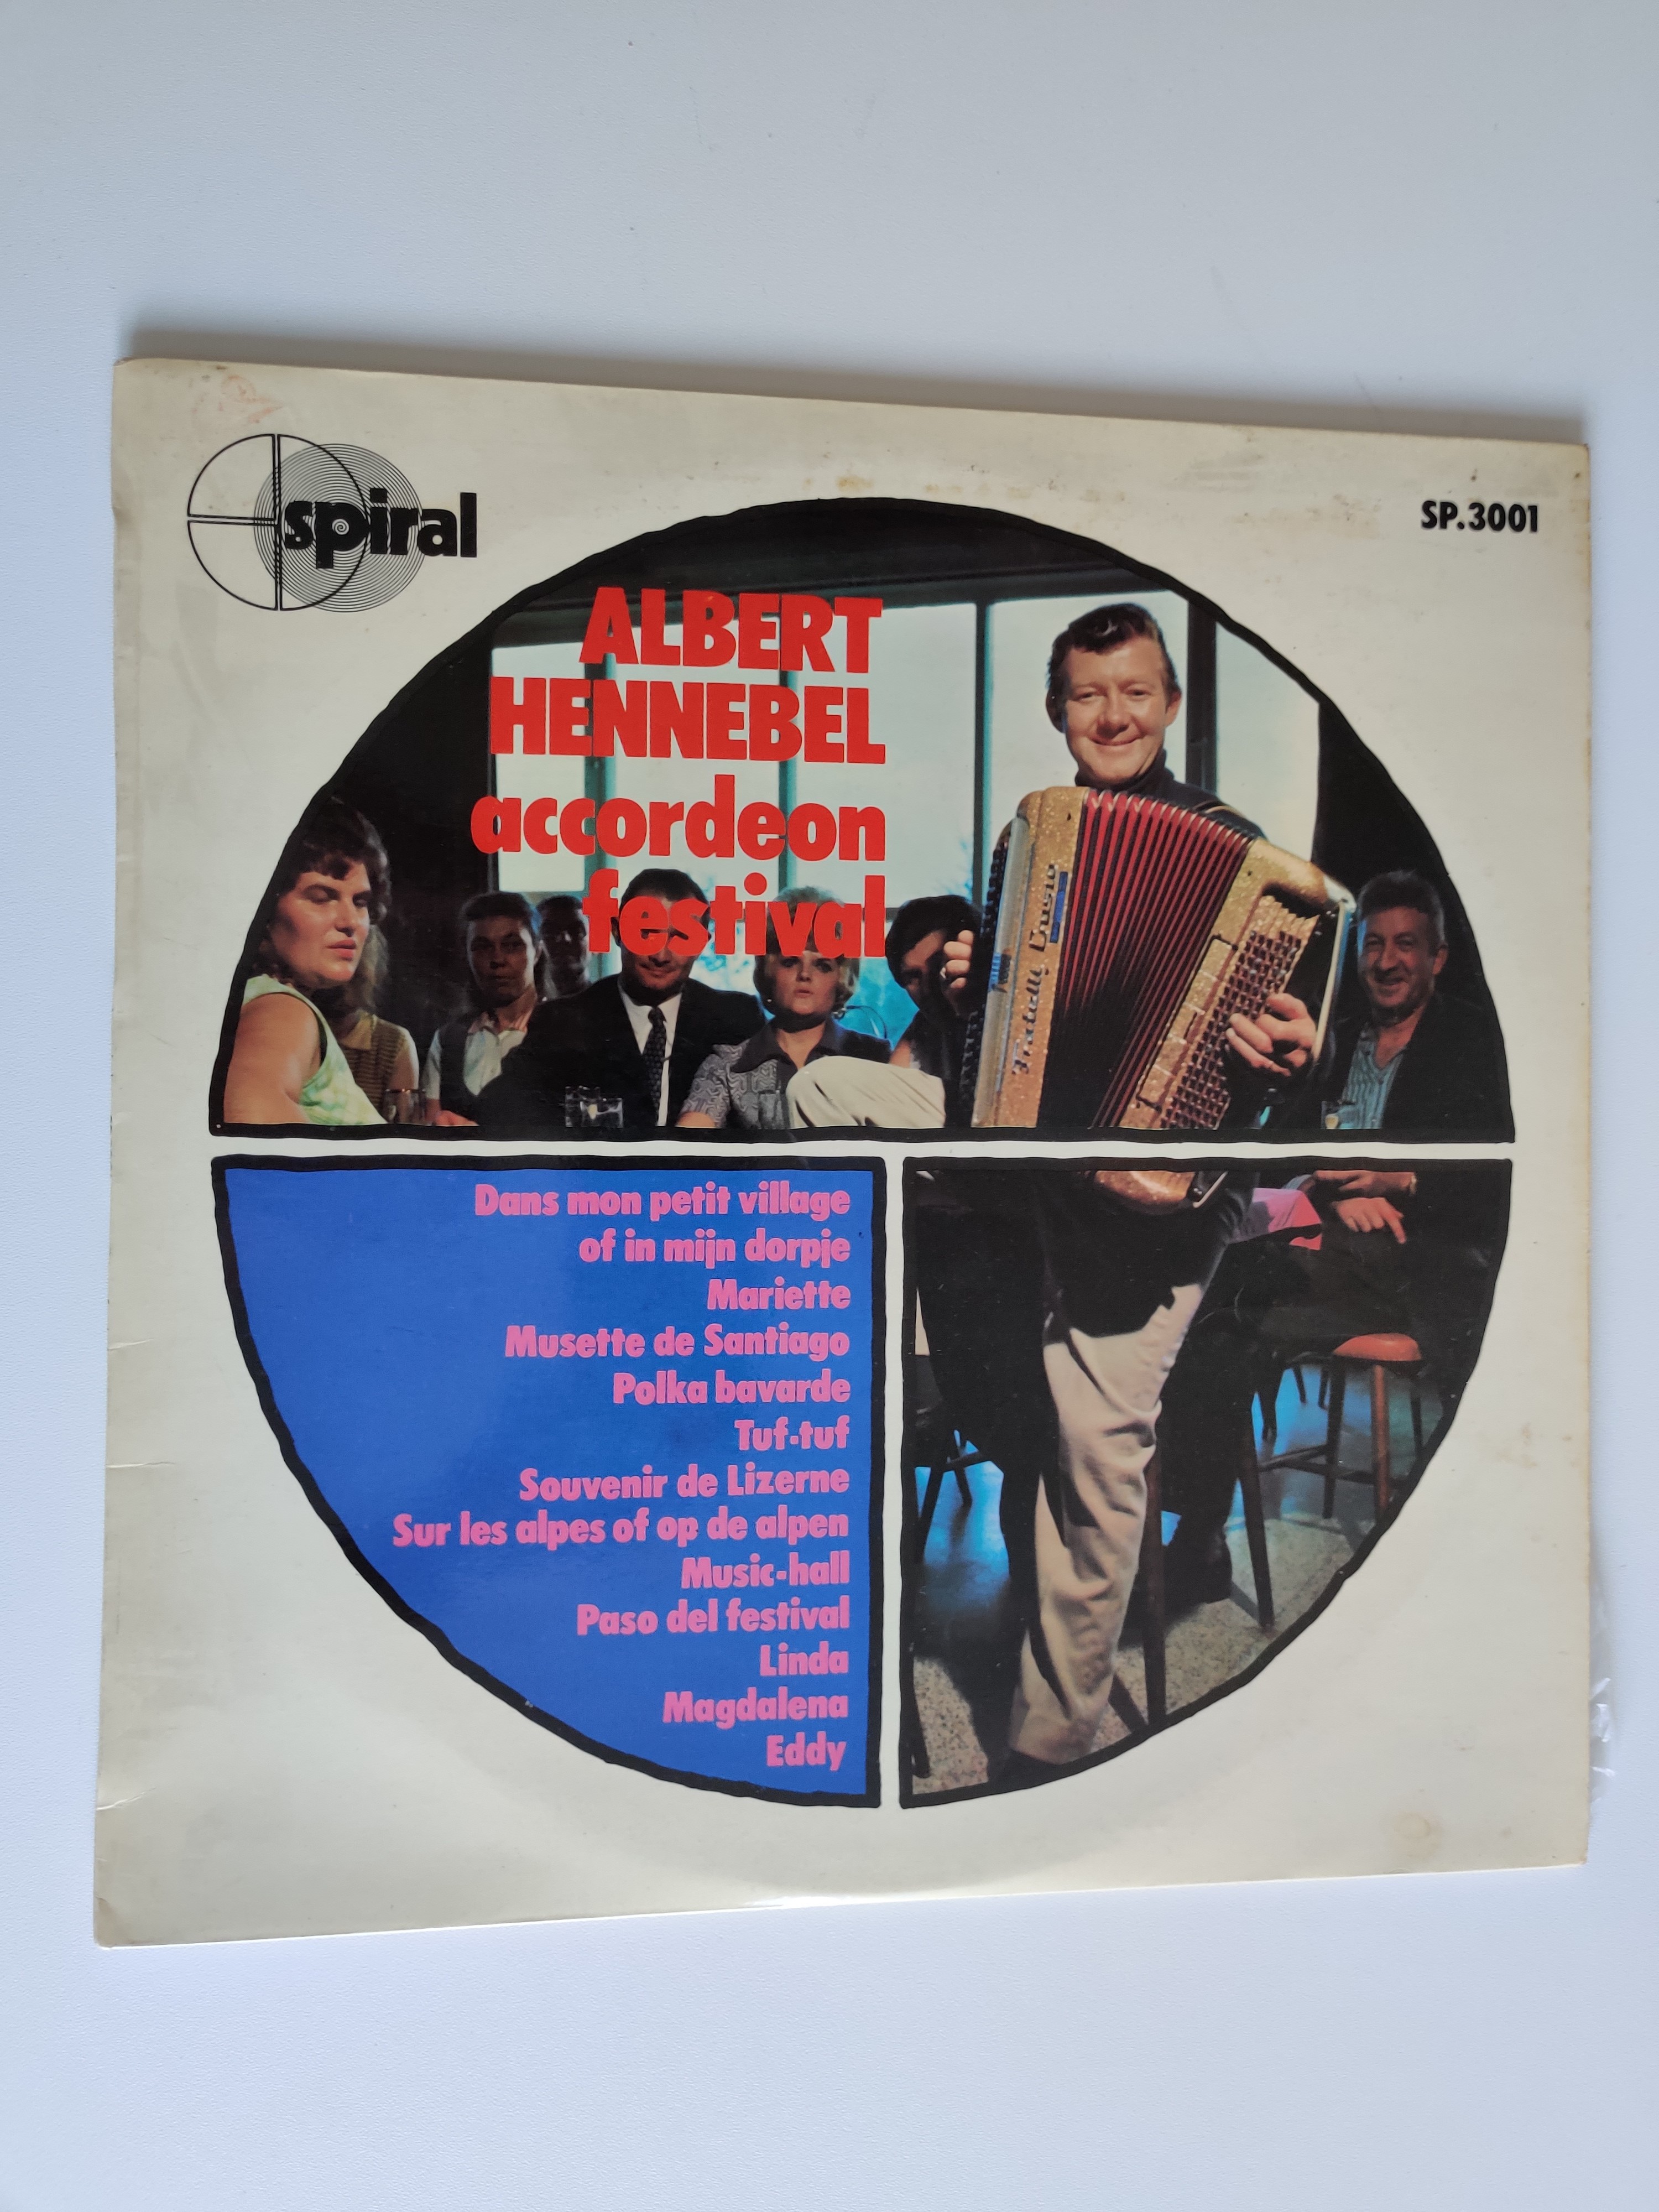 spiral
SP.3001
ALBERT
HENNEBEL
accordeon
festival
Fratelli Crosio
Dans mon petit village
of in mijn dorpje
Mariette
Musette de Santiago
Polka bavarde
Tuf-tuf
Souvenir de Lizerne
Sur les alpes of op de alpen
Music-hall
Paso del festival
Linda
Magdalena
Eddy